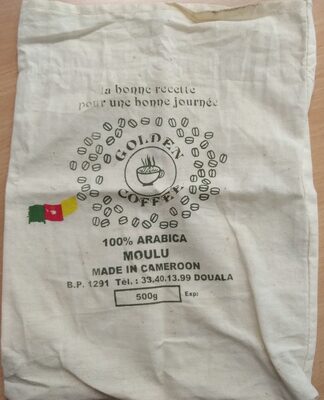 la bonne recette
pour une bonne journée
GOLDEN
COFFEE
100% ARABICA
MOULU
MADE IN CAMEROON
B.P. 1291 Tél.: 33.40.13.99 DOUALA
500g Exp: